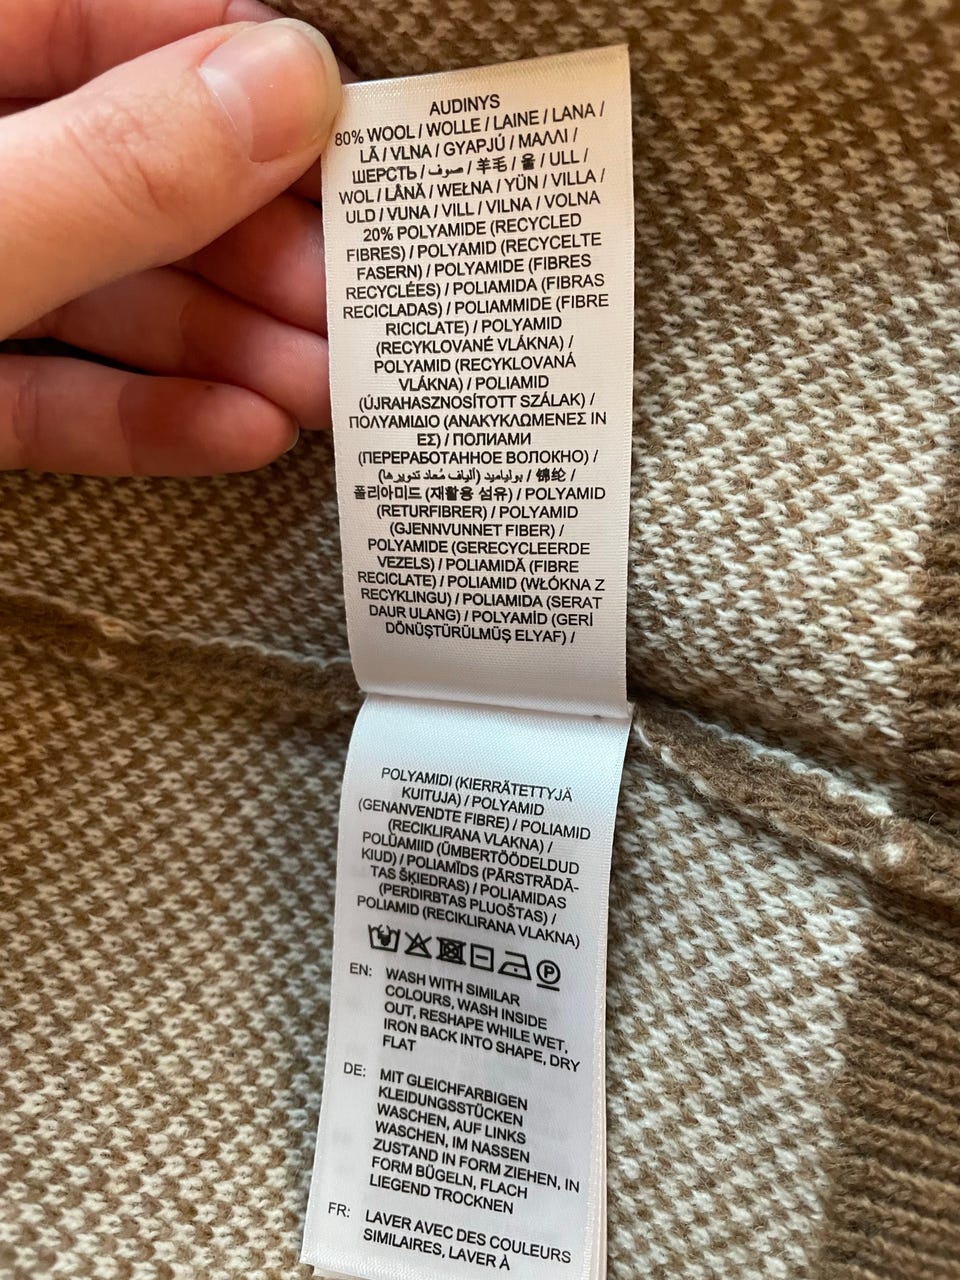 AUDINYS
80% WOOL / WOLLE / LAINE / LANA /
LÃ / VLNA / GYAPJÚ / ΜΑΛΛΙ /
ШЕРСТЬ / صوف / 羊毛 / 울 / ULL /
WOL / LÂNĂ / WEŁNA / YÜN / VILLA /
ULD / VUNA / VILL / VILNA / VOLNA
20% POLYAMIDE (RECYCLED
FIBRES) / POLYAMID (RECYCELTE
FASERN) / POLYAMIDE (FIBRES
RECYCLÉES) / POLIAMIDA (FIBRAS
RECICLADAS) / POLIAMMIDE (FIBRE
RICICLATE) / POLYAMID
(RECYKLOVANÉ VLÁKNA) /
POLYAMID (RECYKLOVANÁ
VLÁKNA) / POLIAMID
(ÚJRAHASZNOSÍTOTT SZÁLAK) /
ΠΟΛΥΑΜΙΔΙΟ (ΑΝΑΚΥΚΛΩΜΕΝΕΣ ΙΝ
ΕΣ) / ПОЛИАМИ
(ПЕРЕРАБОТАННОЕ ВОЛОКНО) /
بولياميد (ألياف مُعاد تدويرها) / 锦纶 /
폴리아미드 (재활용 섬유) / POLYAMID
(RETURFIBRER) / POLYAMID
(GJENNVUNNET FIBER) /
POLYAMIDE (GERECYCLEERDE
VEZELS) / POLIAMIDĂ (FIBRE
RECICLATE) / POLIAMID (WŁÓKNA Z
RECYKLINGU) / POLIAMIDA (SERAT
DAUR ULANG) / POLYAMİD (GERİ
DÖNÜŞTÜRÜLMÜŞ ELYAF) /
POLYAMIDI (KIERRÄTETTYJÄ
KUITUJA) / POLYAMID
(GENANVENDTE FIBRE) / POLIAMID
(RECIKLIRANA VLAKNA) /
POLÜAMIID (ÜMBERTÖÖDELDUD
KIUD) / POLIAMĪDS (PĀRSTRĀDĀ-
TAS ŠĶIEDRAS) / POLIAMIDAS
(PERDIRBTAS PLUOŠTAS) /
POLIAMID (RECIKLIRANA VLAKNA)
P
EN: WASH WITH SIMILAR
COLOURS, WASH INSIDE
OUT, RESHAPE WHILE WET,
IRON BACK INTO SHAPE, DRY
FLAT
DE: MIT GLEICHFARBIGEN
KLEIDUNGSSTÜCKEN
WASCHEN, AUF LINKS
WASCHEN, IM NASSEN
ZUSTAND IN FORM ZIEHEN, IN
FORM BÜGELN, FLACH
LIEGEND TROCKNEN
FR: LAVER AVEC DES COULEURS
SIMILAIRES, LAVER À